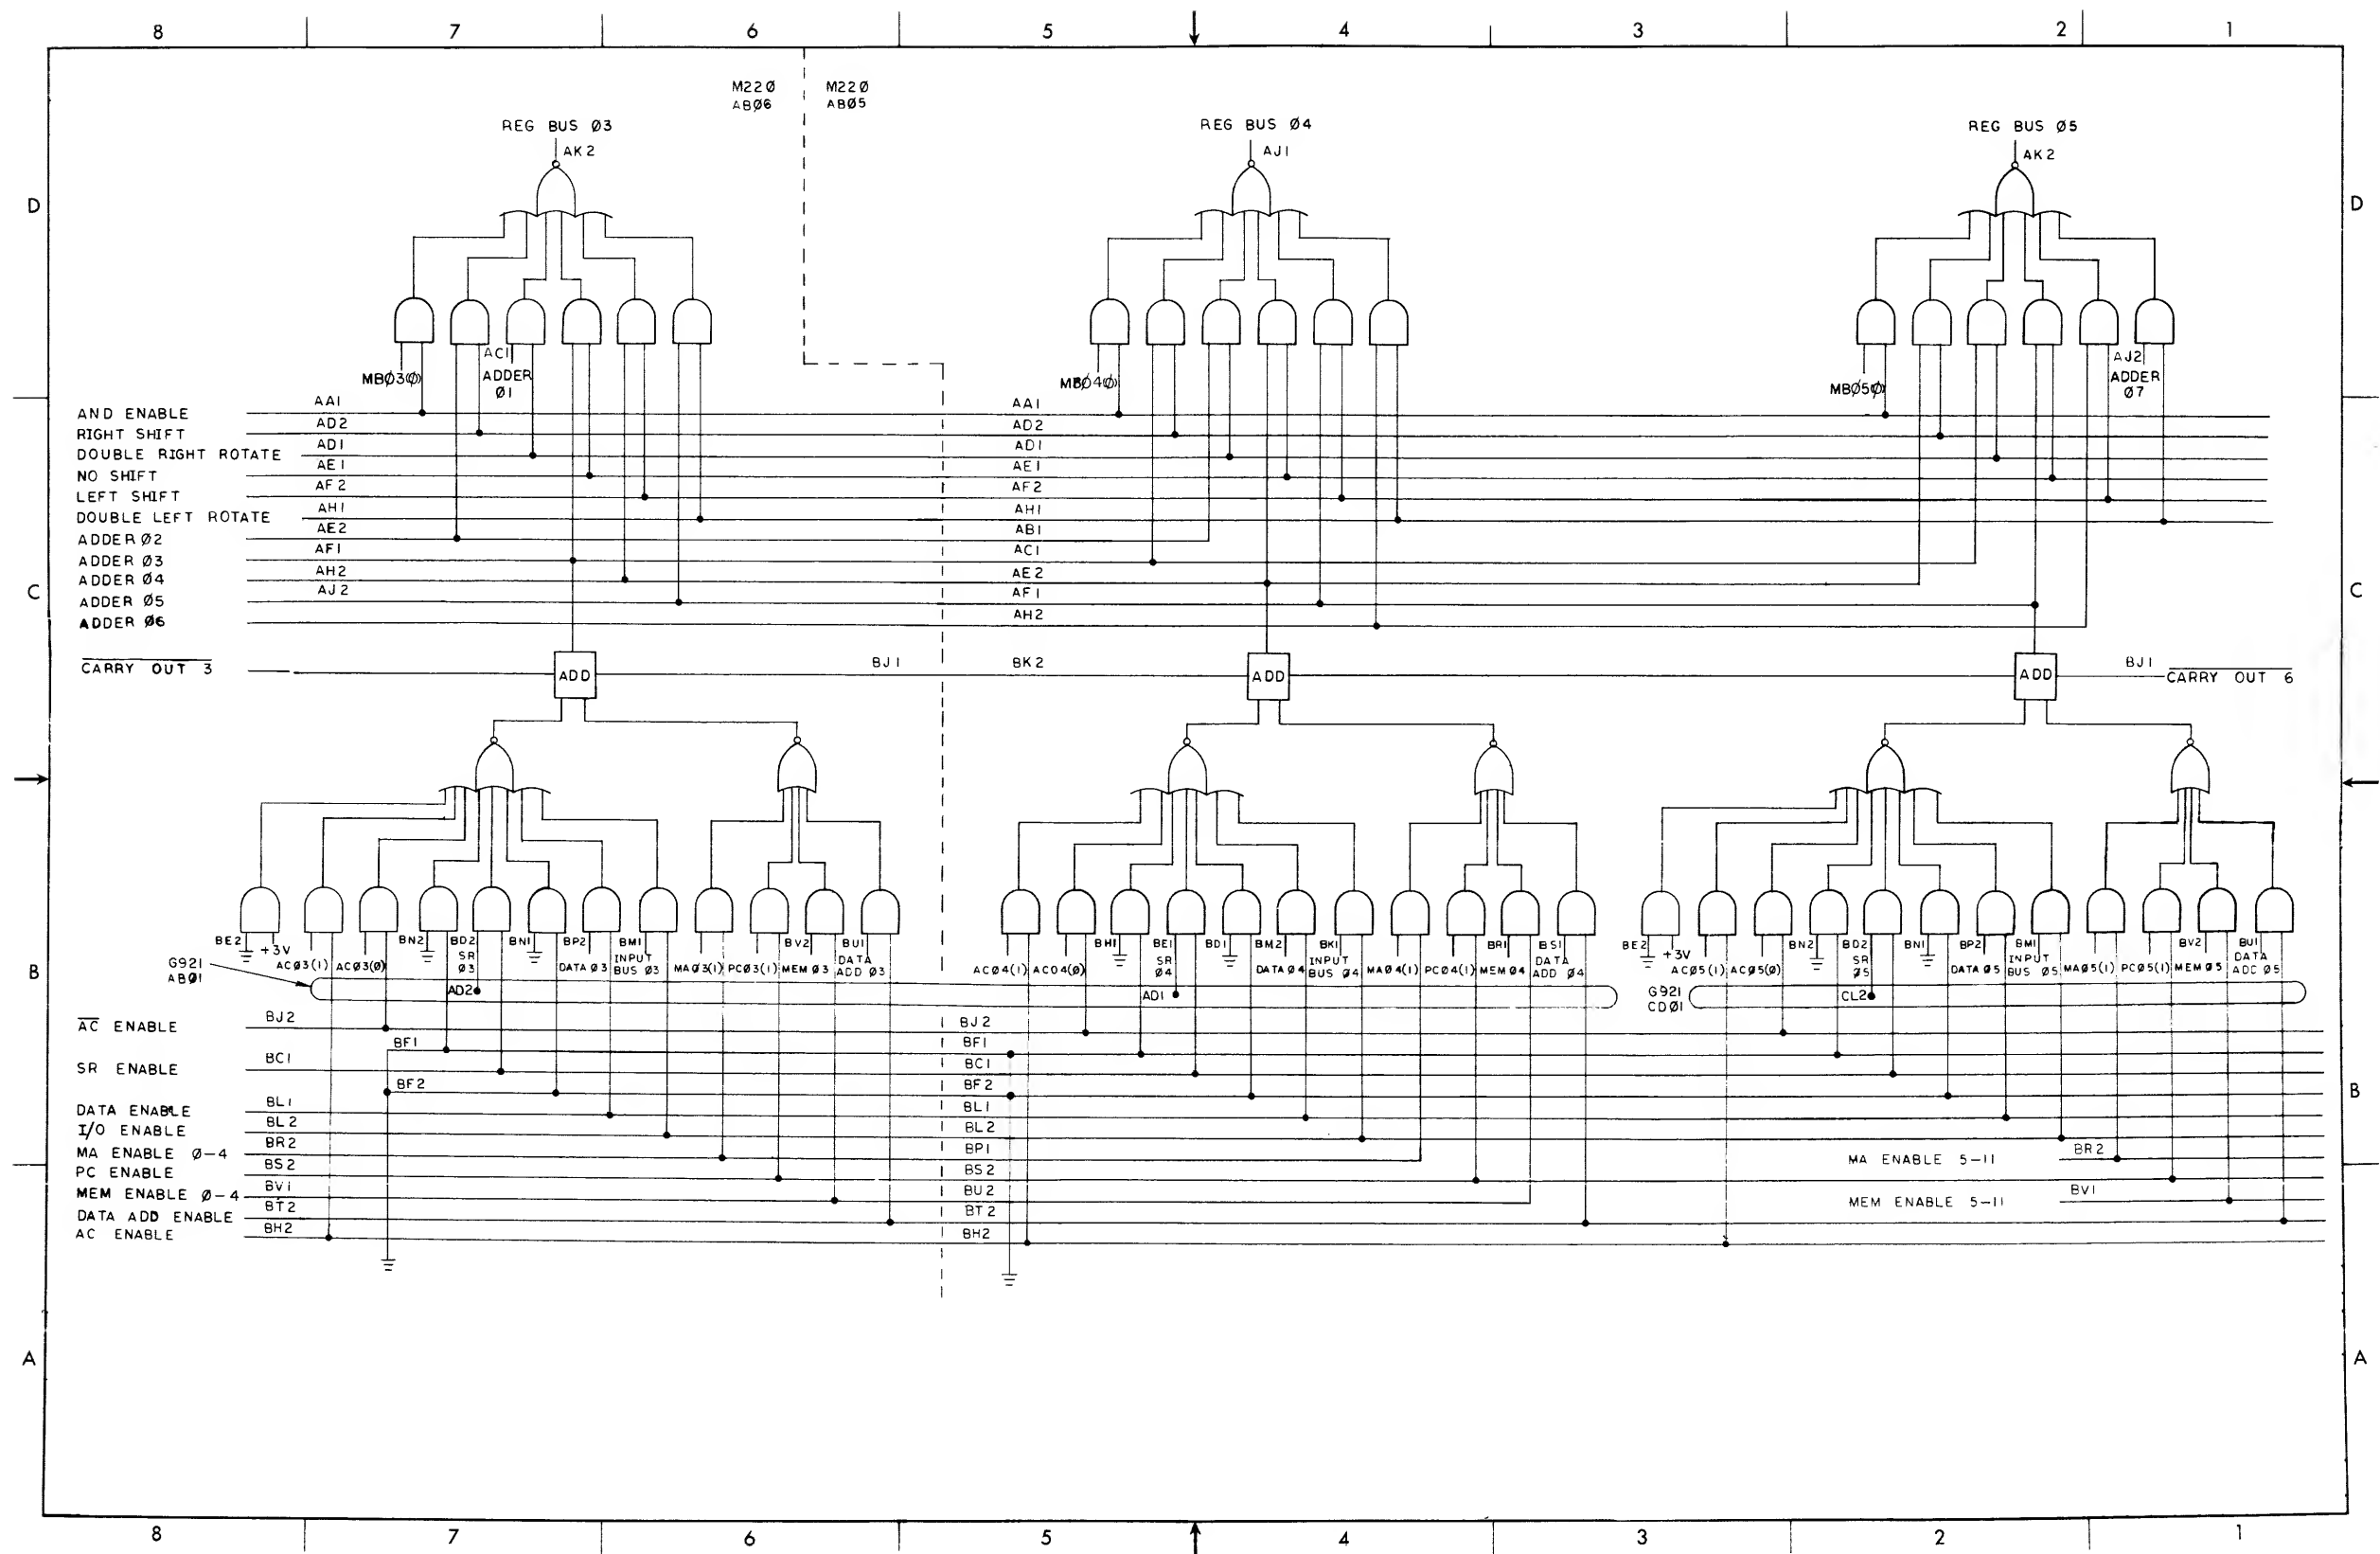 8 7 6 5 4 3 2 1
M220 M220
ABØ6 ABØ5
REG BUS Ø3 REG BUS Ø4 REG BUS Ø5
AK2 AJ1 AK2
D D
AC1 AJ2
MBØ3(Ø) ADDER MBØ4(Ø) MBØ5(Ø) ADDER
Ø1 Ø7
AND ENABLE AA1 AA1
RIGHT SHIFT AD2 AD2
DOUBLE RIGHT ROTATE AD1 AD1
NO SHIFT AE1 AE1
LEFT SHIFT AF2 AF2
DOUBLE LEFT ROTATE AH1 AH1
ADDER Ø2 AE2 AB1
ADDER Ø3 AF1 AC1
ADDER Ø4 AH2 AE2
C C
ADDER Ø5 AJ2 AF1
ADDER Ø6 AH2
CARRY OUT 3 ADD BJ1 BK2 ADD ADD BJ1 CARRY OUT 6
BE2 +3V BN2 BD2 BN1 BP2 BM1 BV2 BU1 BH1 BE1 BD1 BM2 BK1 BR1 BS1 BE2 +3V BN2 BD2 BN1 BP2 BM1 BV2 BU1
SR INPUT DATA SR INPUT DATA SR INPUT DATA
ACØ3(1) ACØ3(Ø) Ø3 DATA Ø3 BUS Ø3 MAØ3(1) PCØ3(1) MEM Ø3 ADD Ø3 ACØ4(1) ACØ4(Ø) Ø4 DATA Ø4 BUS Ø4 MAØ4(1) PCØ4(1) MEM Ø4 ADD Ø4 ACØ5(1) ACØ5(Ø) Ø5 DATA Ø5 BUS Ø5 MAØ5(1) PCØ5(1) MEM Ø5 ADD Ø5
B B
G921
ABØ1
AD2 AD1 G921 CL2
CDØ1
AC ENABLE BJ2 BJ2
BF1 BF1
SR ENABLE BC1 BC1
BF2 BF2
DATA ENABLE BL1 BL1
B
I/O ENABLE BL2 BL2
MA ENABLE Ø-4 BR2 BP1 MA ENABLE 5-11 BR2
PC ENABLE BS2 BS2
MEM ENABLE Ø-4 BV1 BU2 MEM ENABLE 5-11 BV1
DATA ADD ENABLE BT2 BT2
AC ENABLE BH2 BH2
A A
8 7 6 5 4 3 2 1